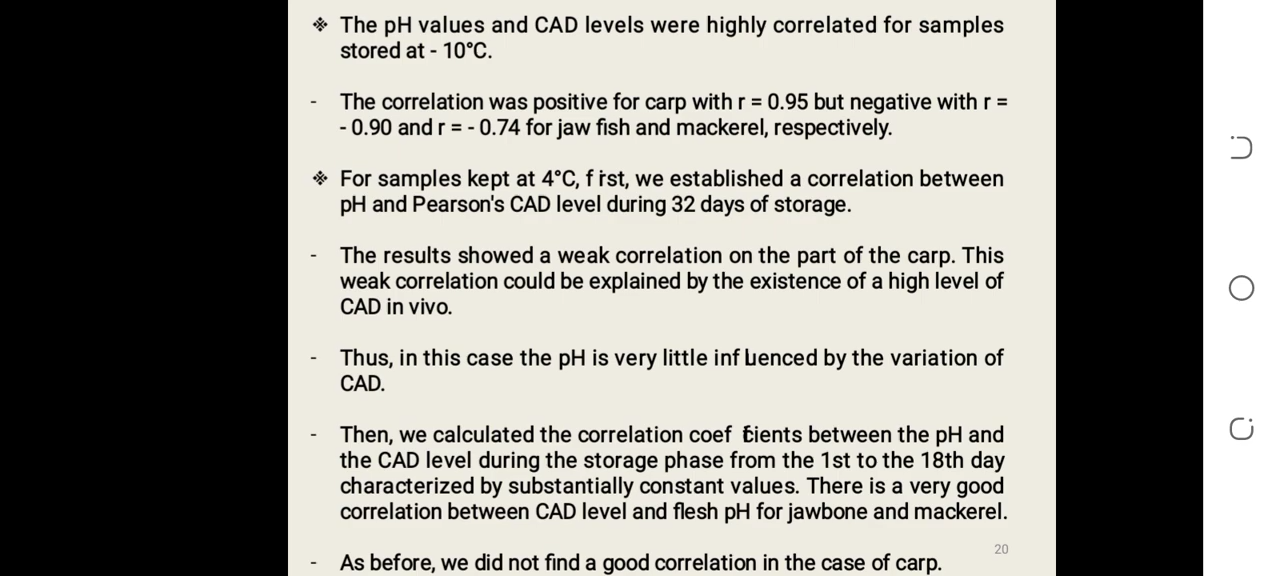 ❖ The pH values and CAD levels were highly correlated for samples
stored at - 10°C.
- The correlation was positive for carp with r = 0.95 but negative with r =
- 0.90 and r = - 0.74 for jaw fish and mackerel, respectively.
❖ For samples kept at 4°C, first, we established a correlation between
pH and Pearson's CAD level during 32 days of storage.
- The results showed a weak correlation on the part of the carp. This
weak correlation could be explained by the existence of a high level of
CAD in vivo.
- Thus, in this case the pH is very little influenced by the variation of
CAD.
- Then, we calculated the correlation coefficients between the pH and
the CAD level during the storage phase from the 1st to the 18th day
characterized by substantially constant values. There is a very good
correlation between CAD level and flesh pH for jawbone and mackerel.
20
- As before, we did not find a good correlation in the case of carp.